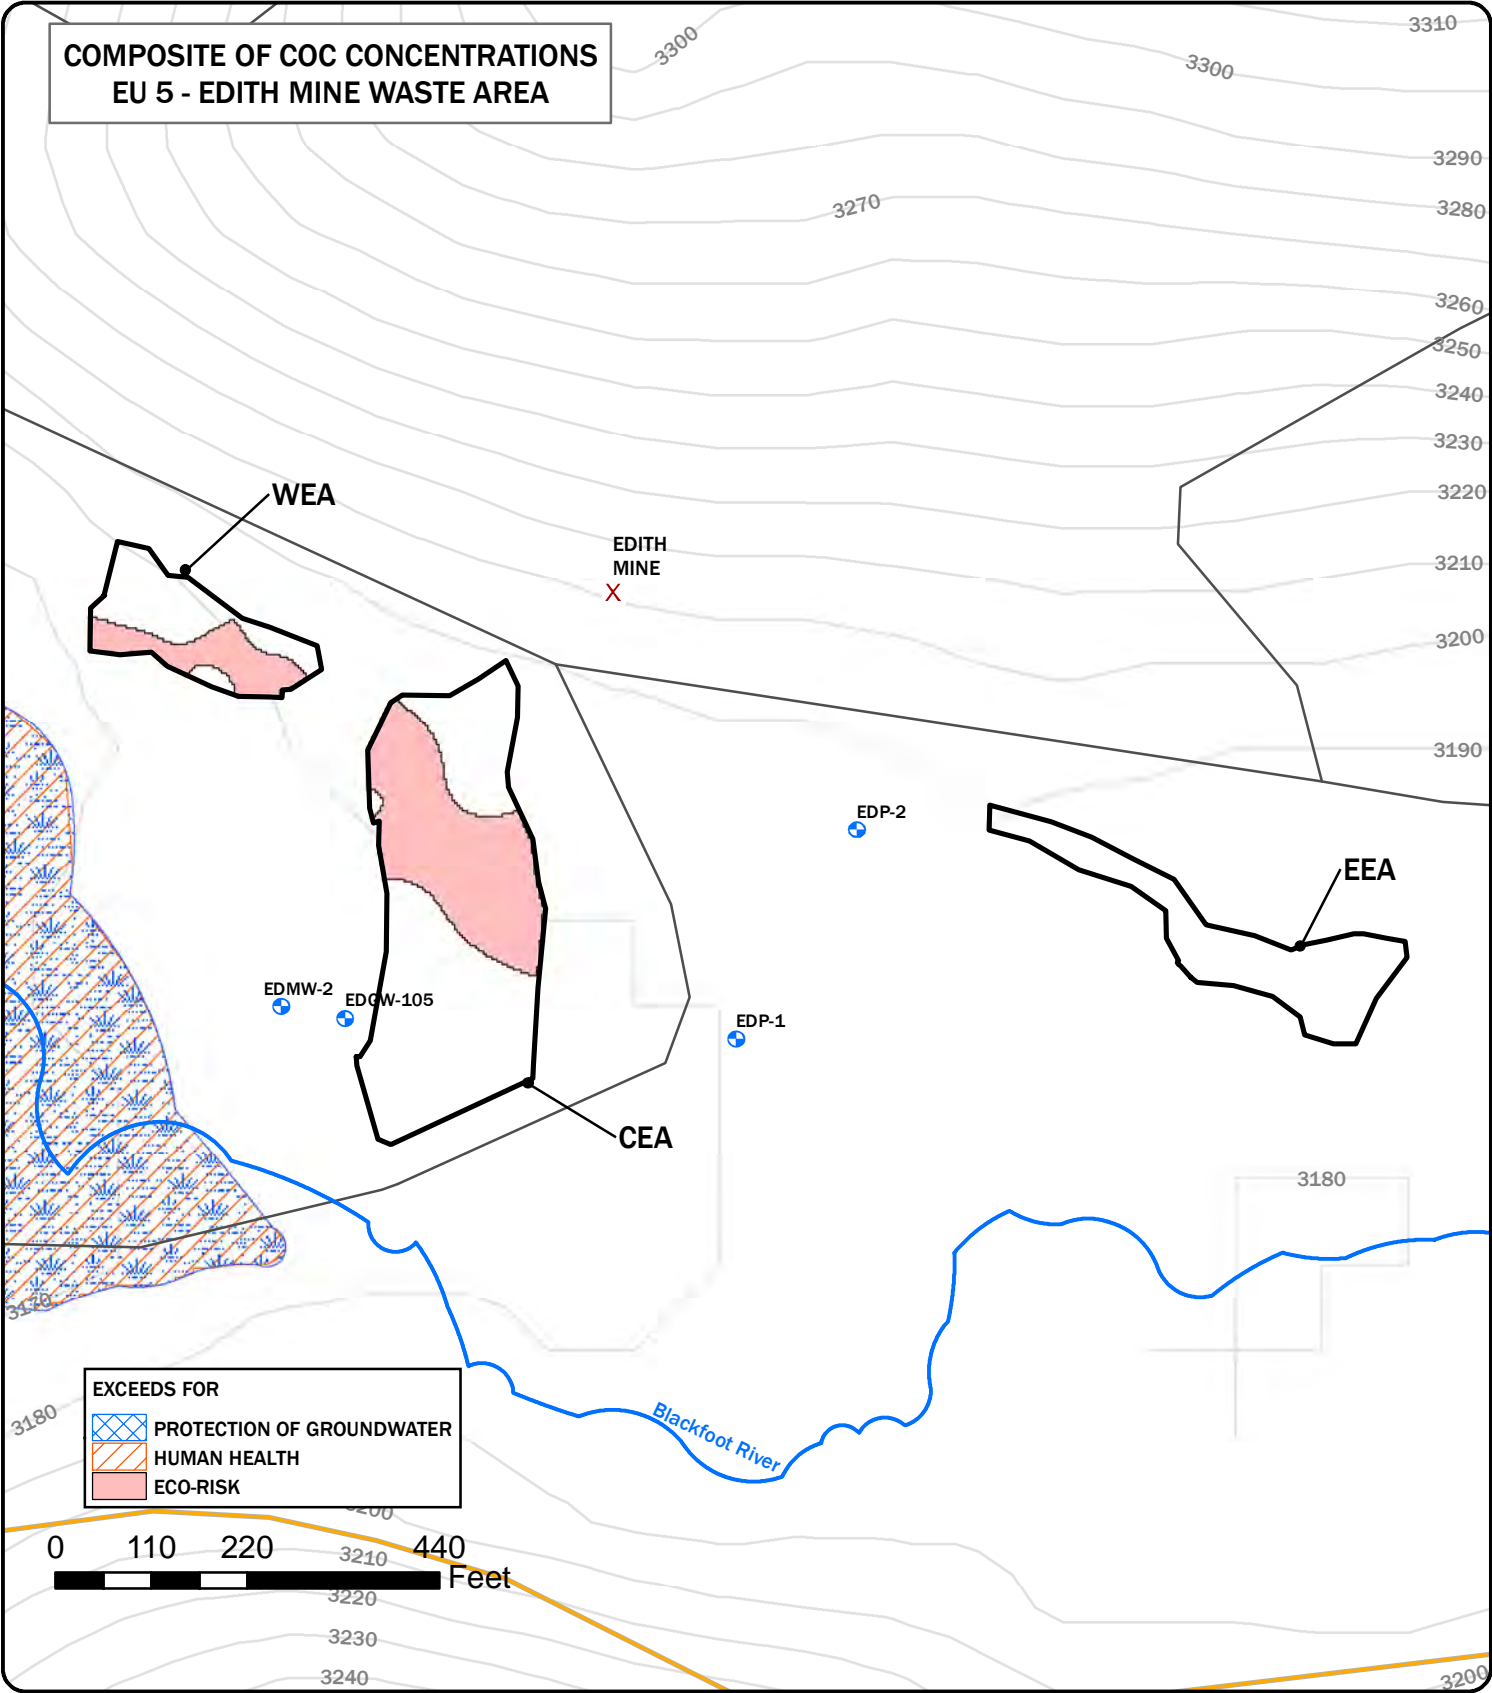 COMPOSITE OF COC CONCENTRATIONS
EU 5 - EDITH MINE WASTE AREA
3300
3300
3310
3290
3280
3270
3260
3250
3240
3230
3220
3210
3200
3190
WEA
EDITH
MINE
X
EDP-2
EEA
EDMW-2
EDGW-105
EDP-1
CEA
3180
3170
3180
Blackfoot River
EXCEEDS FOR
PROTECTION OF GROUNDWATER
HUMAN HEALTH
ECO-RISK
3200
0 110 220 440
Feet
3210
3220
3230
3240
3200